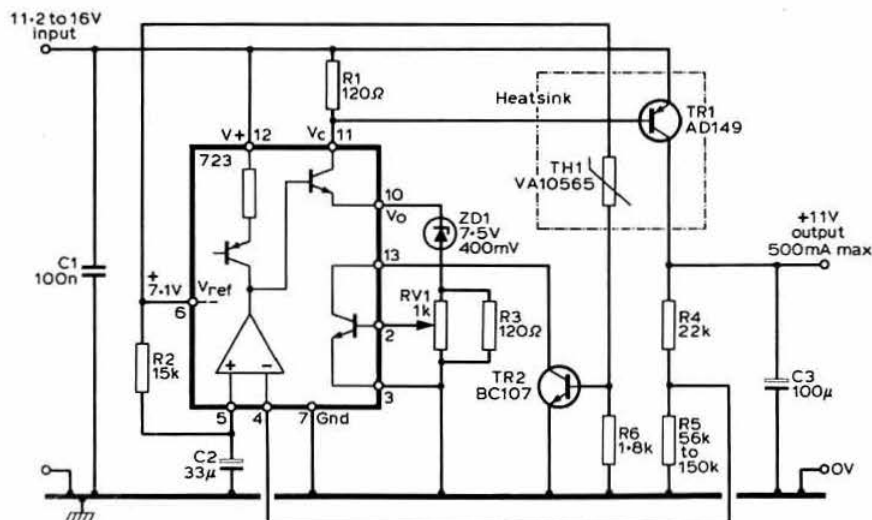 11·2 to 16V
input
R1
120Ω
Heatsink
TR1
AD149
V+
12
Vc
11
723
TH1
VA10565
10
Vo
ZD1
7·5V
400mV
+11V
output
500mA max
13
C1
100n
+
7·1V
Vref
6
RV1
1k
R3
120Ω
R4
22k
2
R2
15k
+
−
TR2
BC107
3
C3
100μ
5
4
7
Gnd
R6
1·8k
R5
56k
to
150k
C2
33μ
0V